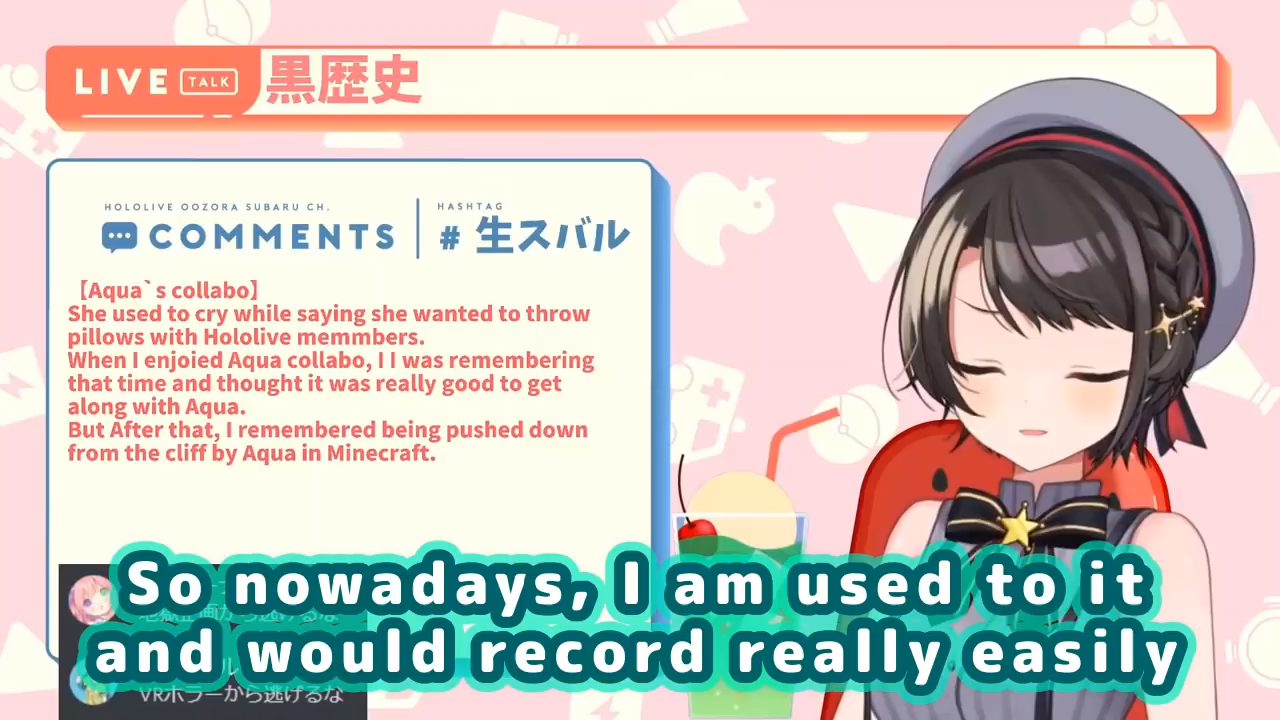 LIVE TALK 黒歴史
HOLOLIVE OOZORA SUBARU CH.
COMMENTS
HASHTAG
# 生スバル
【Aqua`s collabo】
She used to cry while saying she wanted to throw
pillows with Hololive memmbers.
When I enjoied Aqua collabo, I I was remembering
that time and thought it was really good to get
along with Aqua.
But After that, I remembered being pushed down
from the cliff by Aqua in Minecraft.
So nowadays, I am used to it
and would record really easily
VRホラーから逃げるな